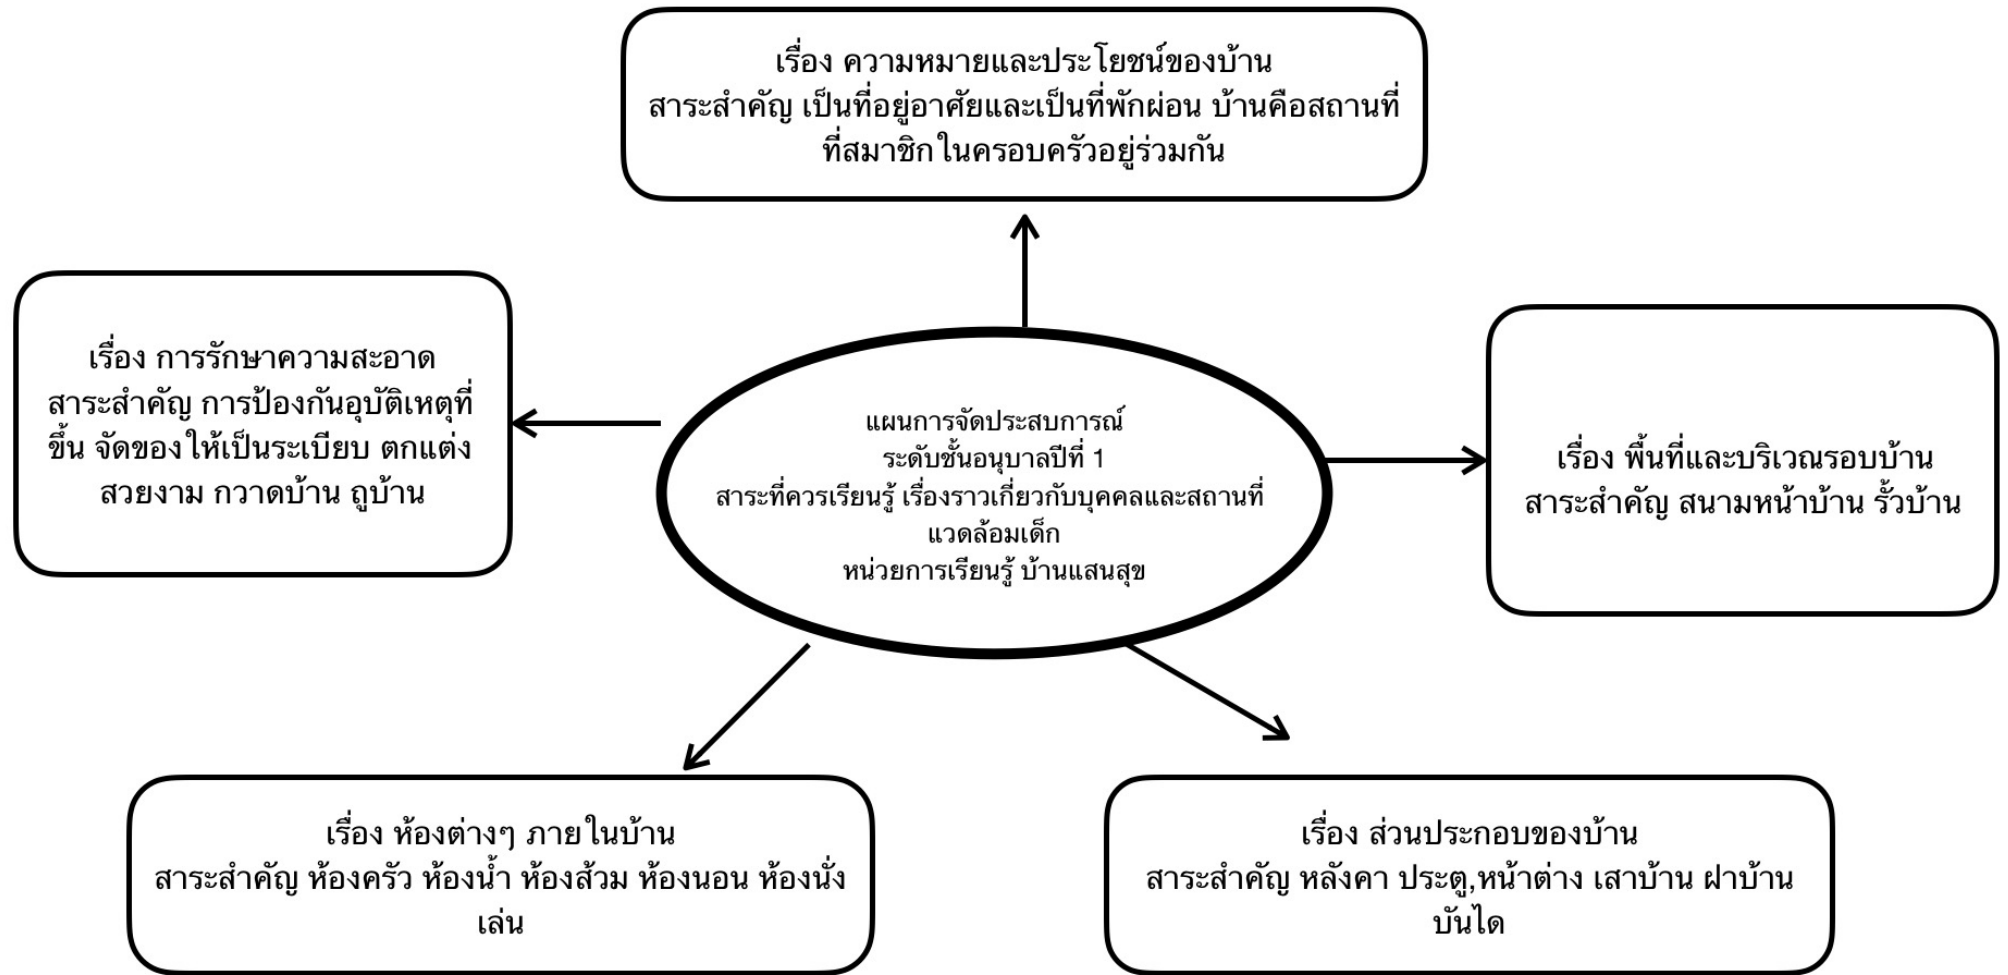 เรื่อง ความหมายและประโยชน์ของบ้าน
สาระสำคัญ เป็นที่อยู่อาศัยและเป็นที่พักผ่อน บ้านคือสถานที่
ที่สมาชิกในครอบครัวอยู่ร่วมกัน
เรื่อง การรักษาความสะอาด
สาระสำคัญ การป้องกันอุบัติเหตุที่
ขึ้น จัดของให้เป็นระเบียบ ตกแต่ง
สวยงาม กวาดบ้าน ถูบ้าน
แผนการจัดประสบการณ์
ระดับชั้นอนุบาลปีที่ 1
สาระที่ควรเรียนรู้ เรื่องราวเกี่ยวกับบุคคลและสถานที่
แวดล้อมเด็ก
หน่วยการเรียนรู้ บ้านแสนสุข
เรื่อง พื้นที่และบริเวณรอบบ้าน
สาระสำคัญ สนามหน้าบ้าน รั้วบ้าน
เรื่อง ห้องต่างๆ ภายในบ้าน
สาระสำคัญ ห้องครัว ห้องน้ำ ห้องส้วม ห้องนอน ห้องนั่ง
เล่น
เรื่อง ส่วนประกอบของบ้าน
สาระสำคัญ หลังคา ประตู,หน้าต่าง เสาบ้าน ฝาบ้าน
บันได